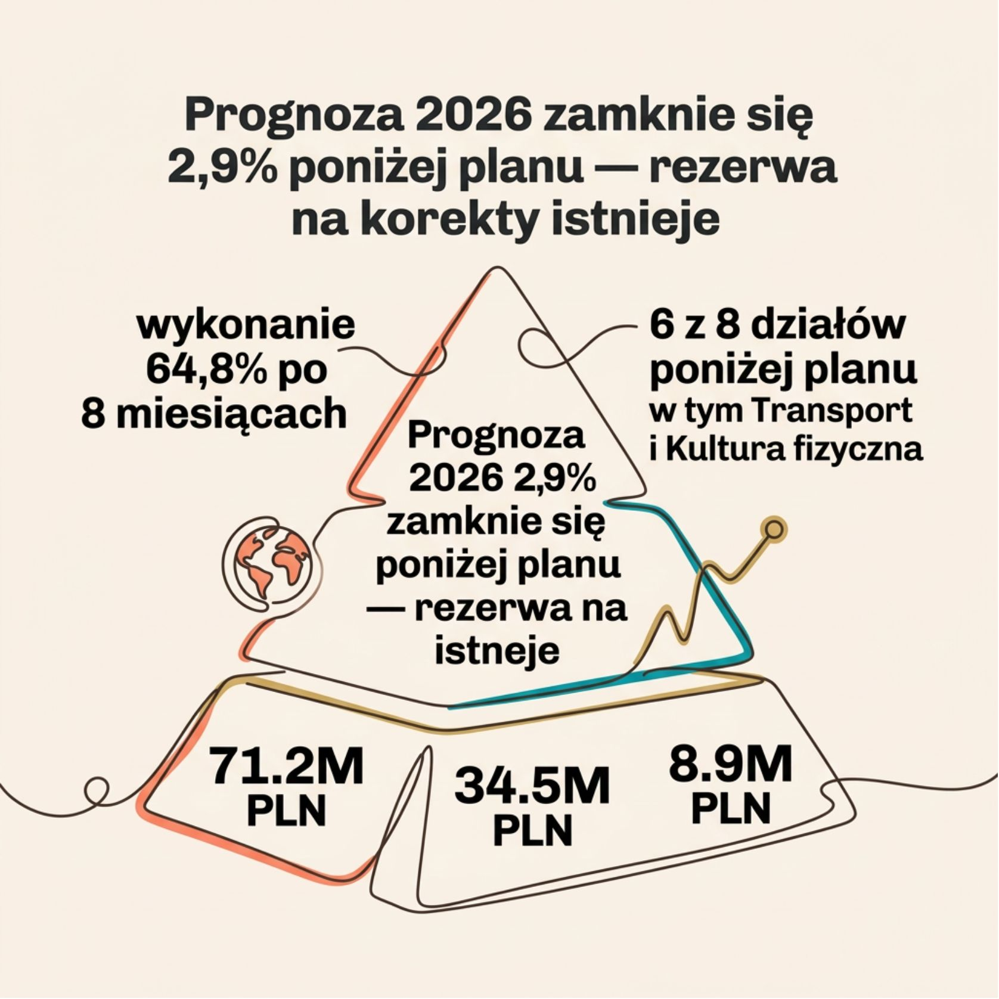 Prognoza 2026 zamknie się
2,9% poniżej planu — rezerwa
na korekty istnieje
wykonanie
64,8% po
8 miesiącach
6 z 8 działów
poniżej planu
w tym Transport
i Kultura fizyczna
Prognoza
2026 2,9%
zamknie się
poniżej planu
— rezerwa na
istneje
71.2M
PLN
34.5M
PLN
8.9M
PLN